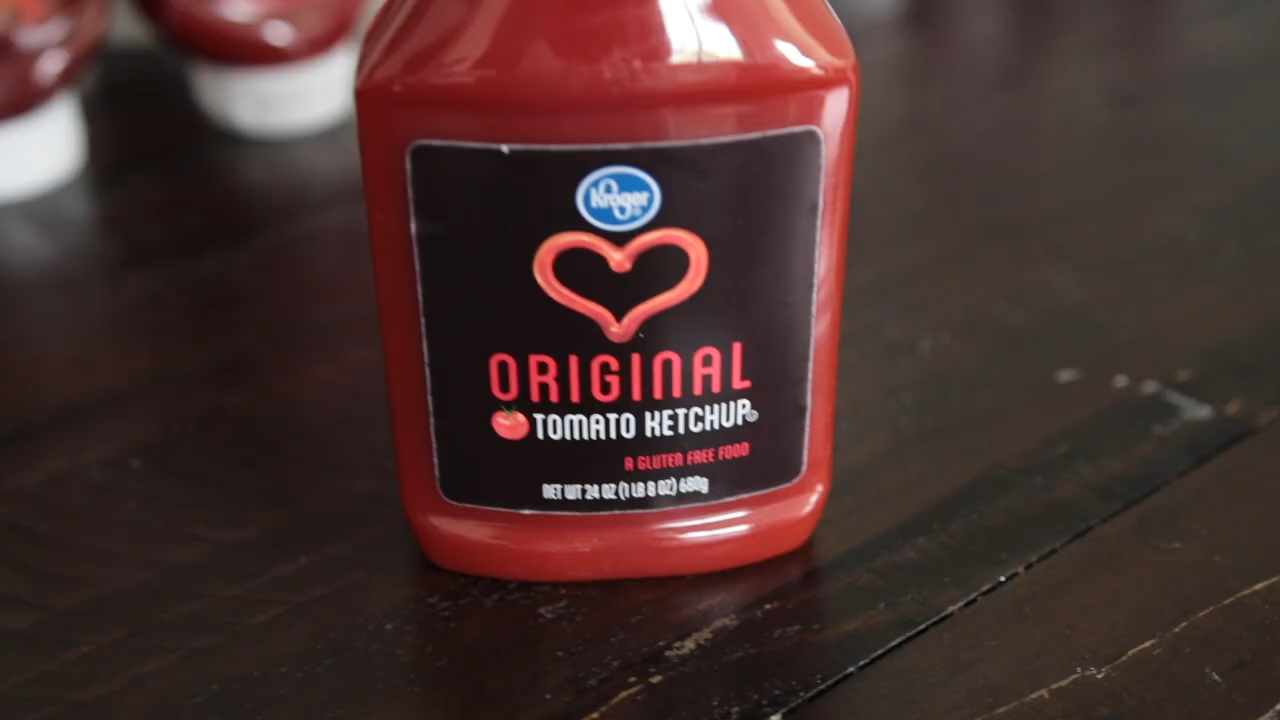 Kroger
ORIGINAL
TOMATO KETCHUP
A GLUTEN FREE FOOD
NET WT 24 OZ (1 LB 8 OZ) 680g